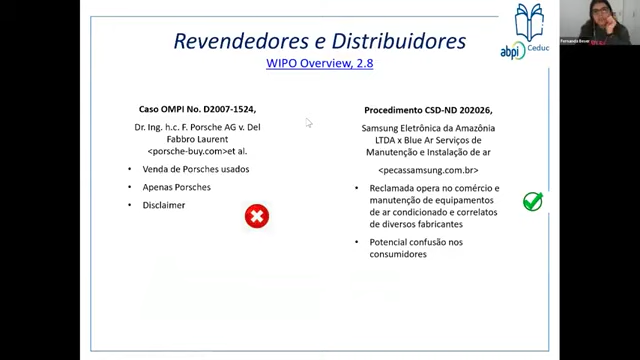 Revendedores e Distribuidores
WIPO Overview, 2.8
abpi
Ceduc
Caso OMPI No. D2007-1524,
Dr. Ing. h.c. F. Porsche AG v. Del
Fabbro Laurent
<porsche-buy.com>et al.
• Venda de Porsches usados
• Apenas Porsches
• Disclaimer
Procedimento CSD-ND 202026,
Samsung Eletrônica da Amazônia
LTDA x Blue Ar Serviços de
Manutenção e Instalação de ar
<pecassamsung.com.br>
• Reclamada opera no comércio e
manutenção de equipamentos
de ar condicionado e correlatos
de diversos fabricantes
• Potencial confusão nos
consumidores